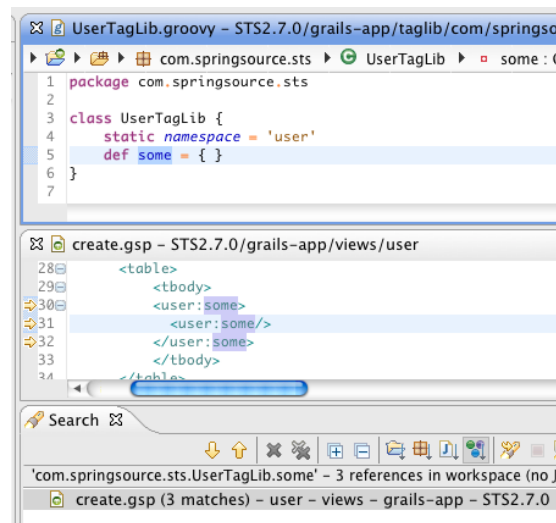 UserTagLib.groovy – STS2.7.0/grails-app/taglib/com/springso
com.springsource.sts UserTagLib some : 
1 package com.springsource.sts
2
3 class UserTagLib {
4 static namespace = 'user'
5 def some = { }
6 }
7
create.gsp – STS2.7.0/grails-app/views/user
28 <table>
29 <tbody>
30 <user:some>
31 <user:some/>
32 </user:some>
33 </tbody>
34 </table>
Search
'com.springsource.sts.UserTagLib.some' – 3 references in workspace (no J
create.gsp (3 matches) – user – views – grails-app – STS2.7.0